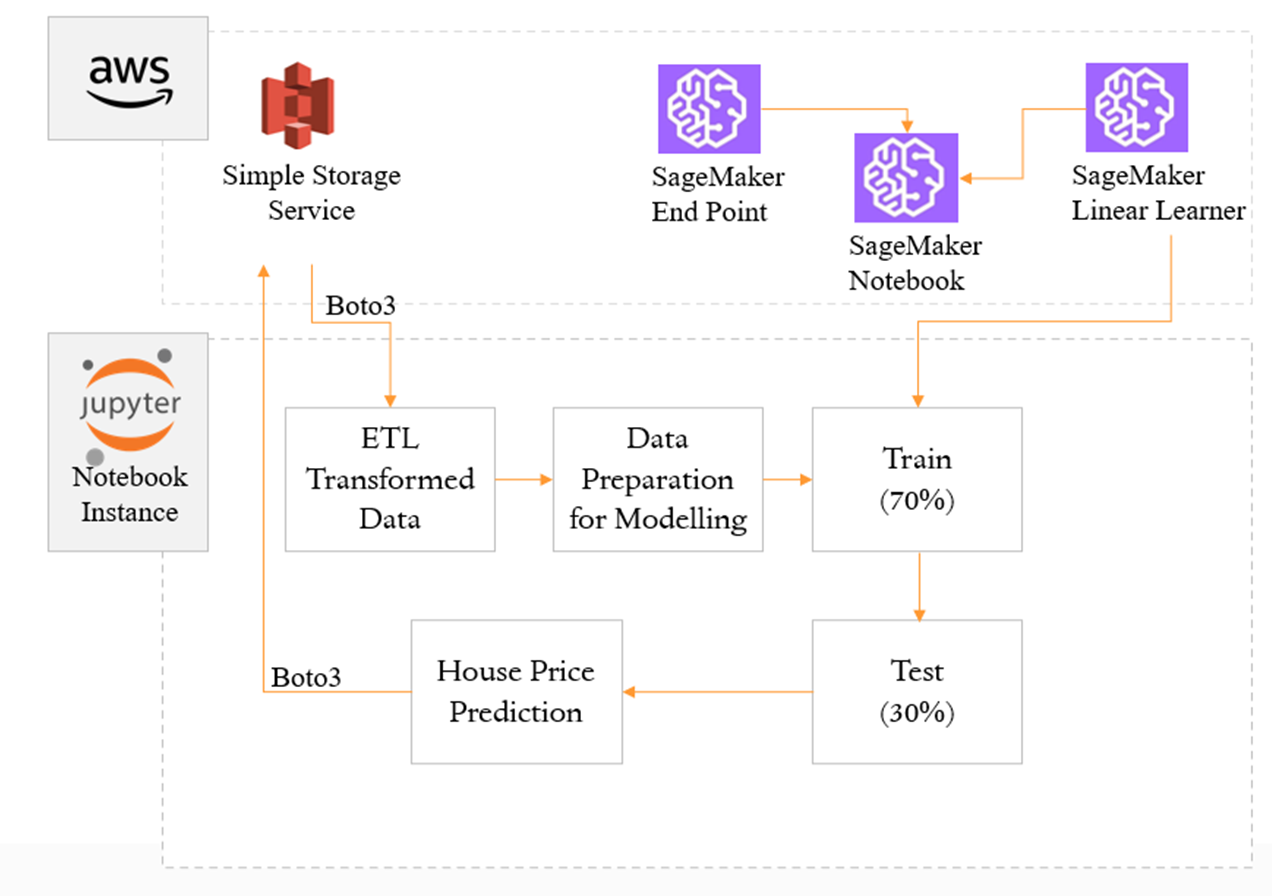 aws
Simple Storage
Service
SageMaker
End Point
SageMaker
Notebook
SageMaker
Linear Learner
Boto3
jupyter
Notebook
Instance
ETL
Transformed
Data
Data
Preparation
for Modelling
Train
(70%)
House Price
Prediction
Test
(30%)
Boto3